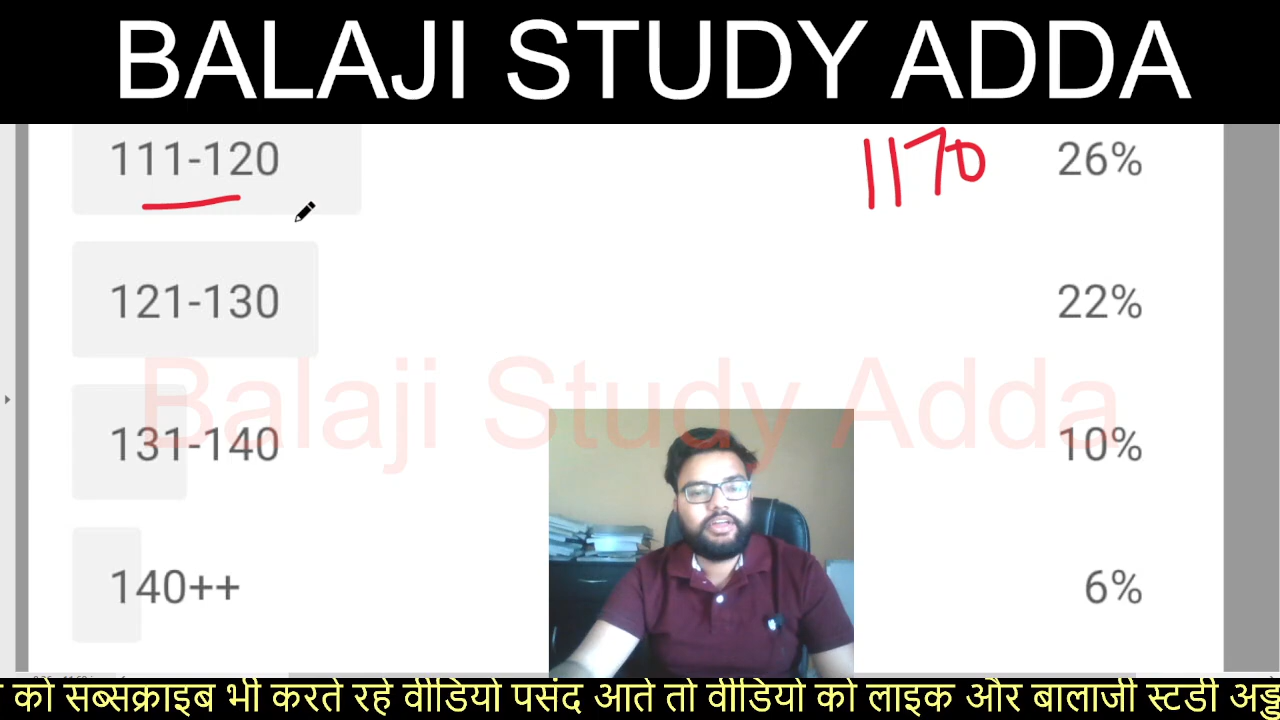 BALAJI STUDY ADDA
111-120 1170 26%
121-130 22%
Balaji Study Adda
131-140 10%
140++ 6%
को सब्सक्राइब भी करते रहे वीडियो पसंद आते तो वीडियो को लाइक और बालाजी स्टडी